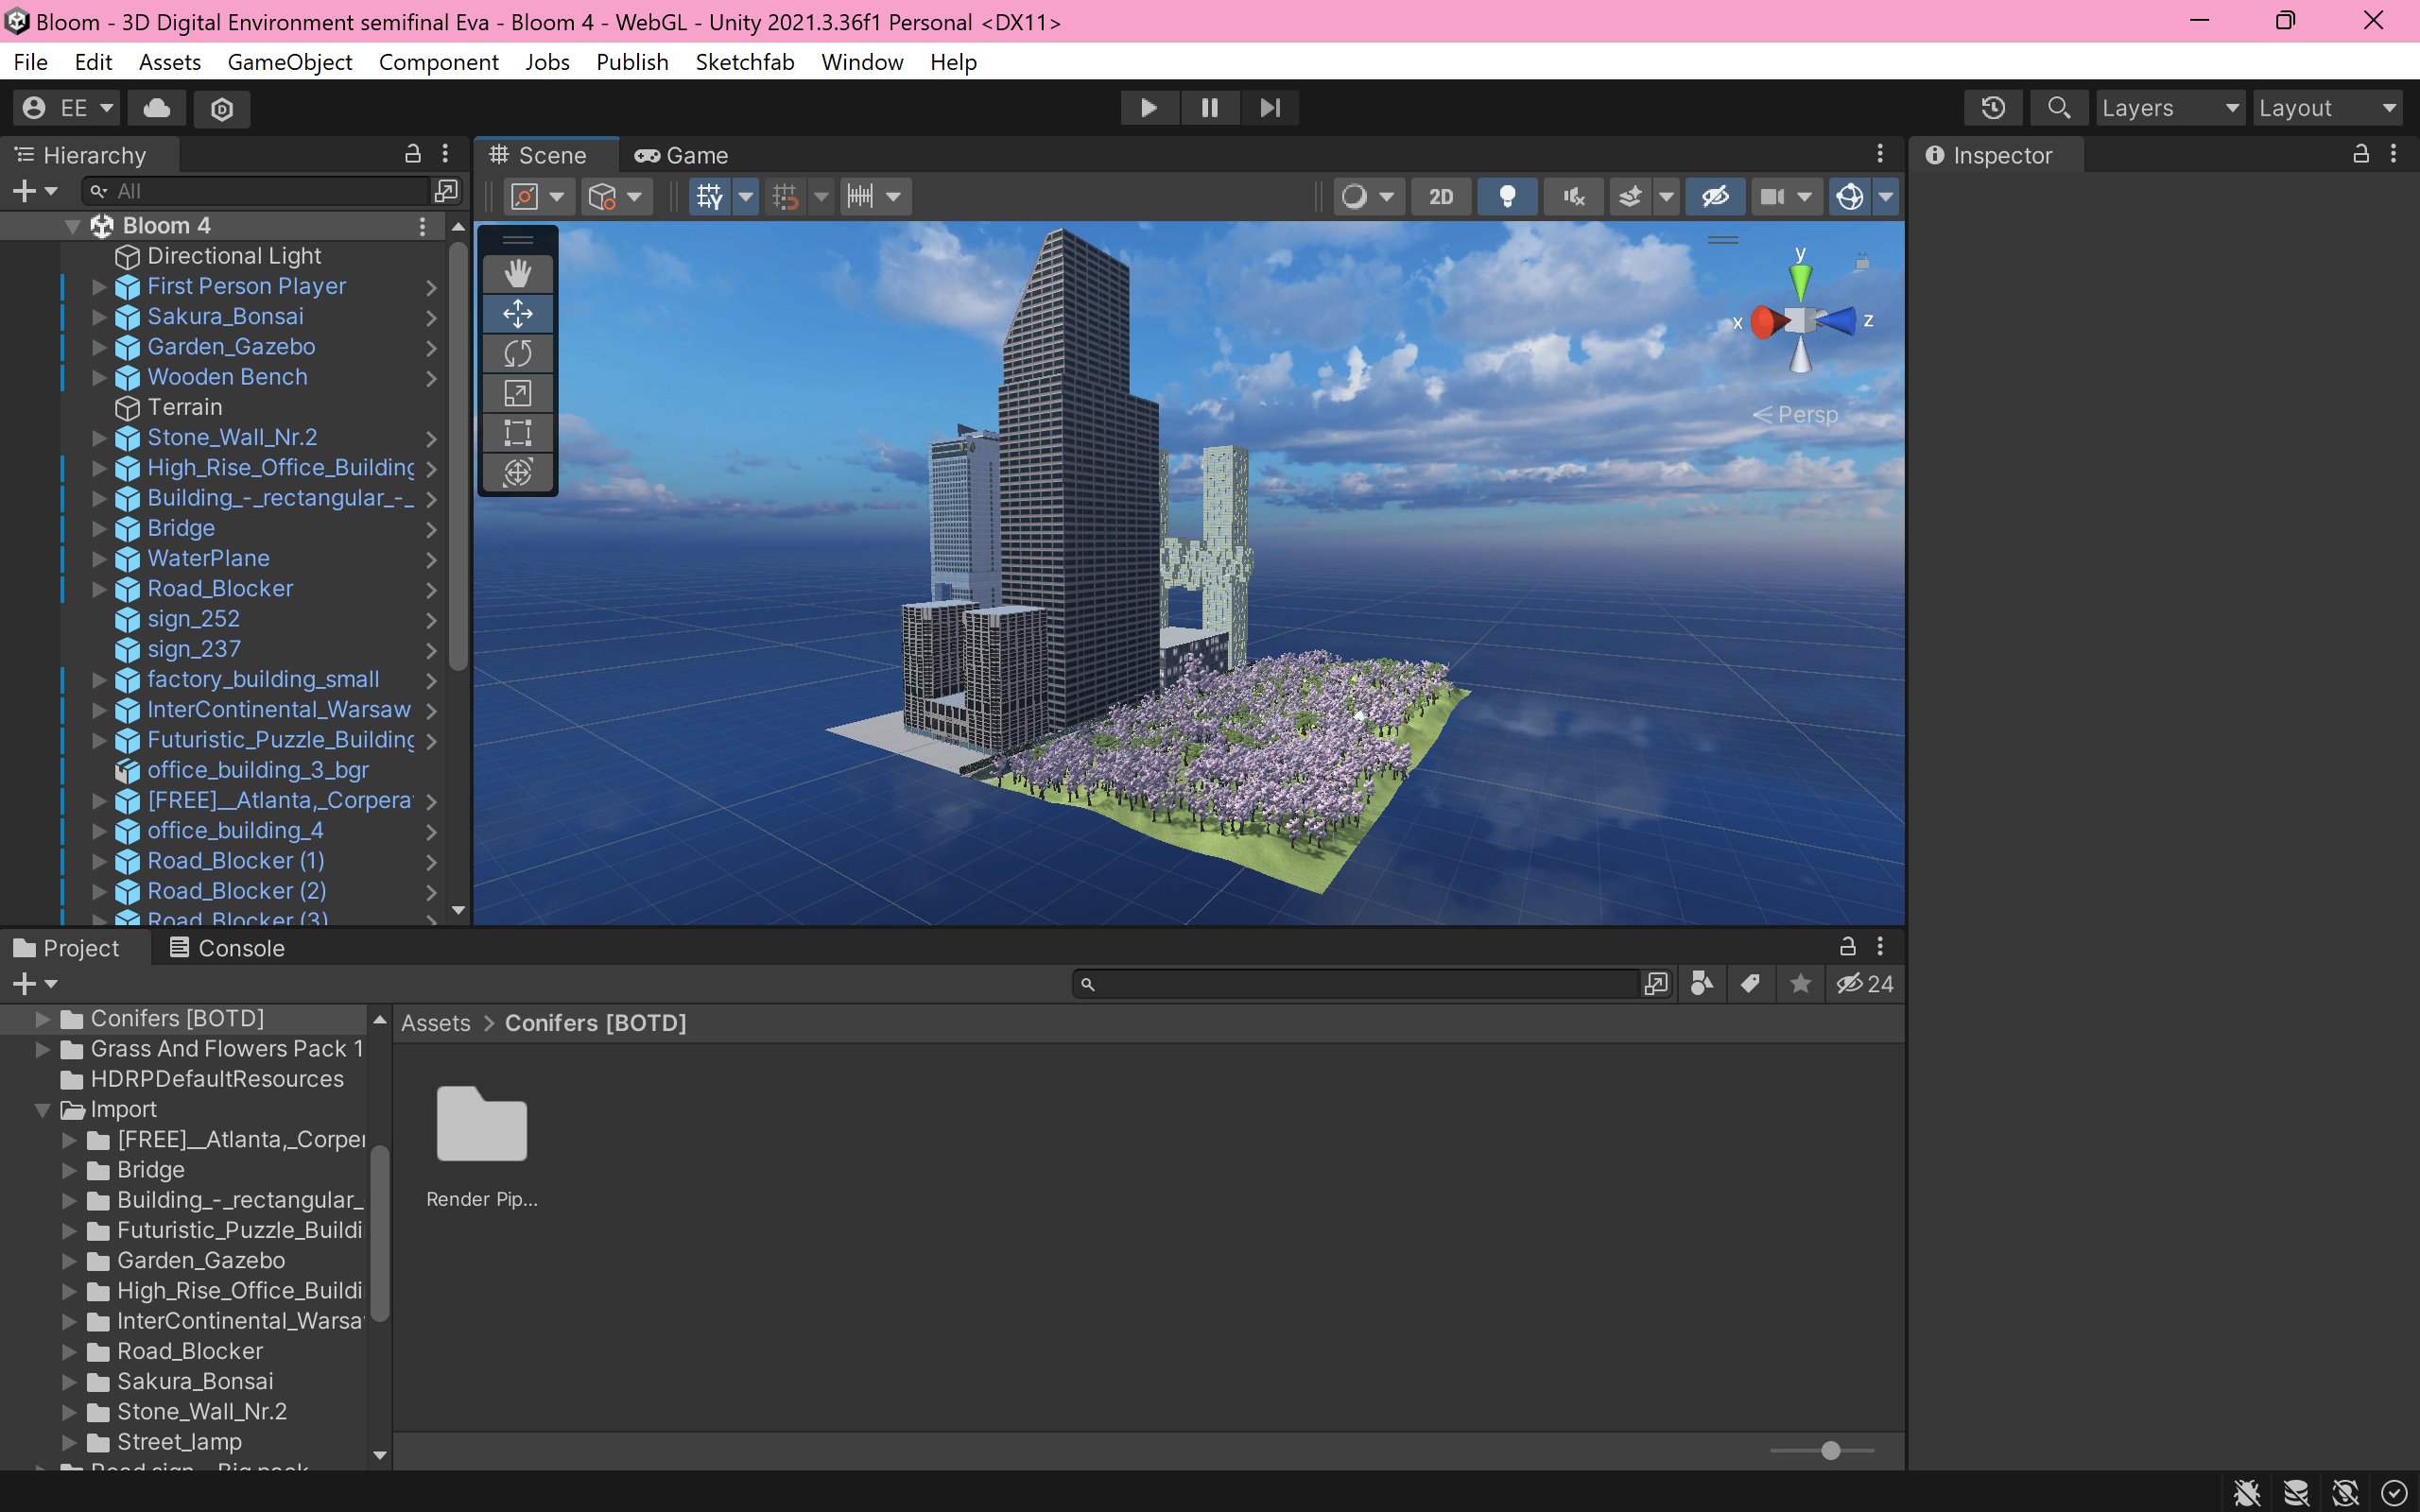 Bloom - 3D Digital Environment semifinal Eva - Bloom 4 - WebGL - Unity 2021.3.36f1 Personal <DX11>
File Edit Assets GameObject Component Jobs Publish Sketchfab Window Help
EE Layers Layout
Hierarchy
All
Bloom 4
Directional Light
First Person Player
Sakura_Bonsai
Garden_Gazebo
Wooden Bench
Terrain
Stone_Wall_Nr.2
High_Rise_Office_Building
Building_-_rectangular_-_
Bridge
WaterPlane
Road_Blocker
sign_252
sign_237
factory_building_small
InterContinental_Warsaw
Futuristic_Puzzle_Building
office_building_3_bgr
[FREE]__Atlanta,_Corpera
office_building_4
Road_Blocker (1)
Road_Blocker (2)
Road_Blocker (3)
Scene Game
2D
y
x z
Persp
Inspector
Project Console
24
Conifers [BOTD]
Grass And Flowers Pack 1
HDRPDefaultResources
Import
[FREE]__Atlanta,_Corper
Bridge
Building_-_rectangular_
Futuristic_Puzzle_Buildi
Garden_Gazebo
High_Rise_Office_Buildi
InterContinental_Warsa
Road_Blocker
Sakura_Bonsai
Stone_Wall_Nr.2
Street_lamp
Assets > Conifers [BOTD]
Render Pip...